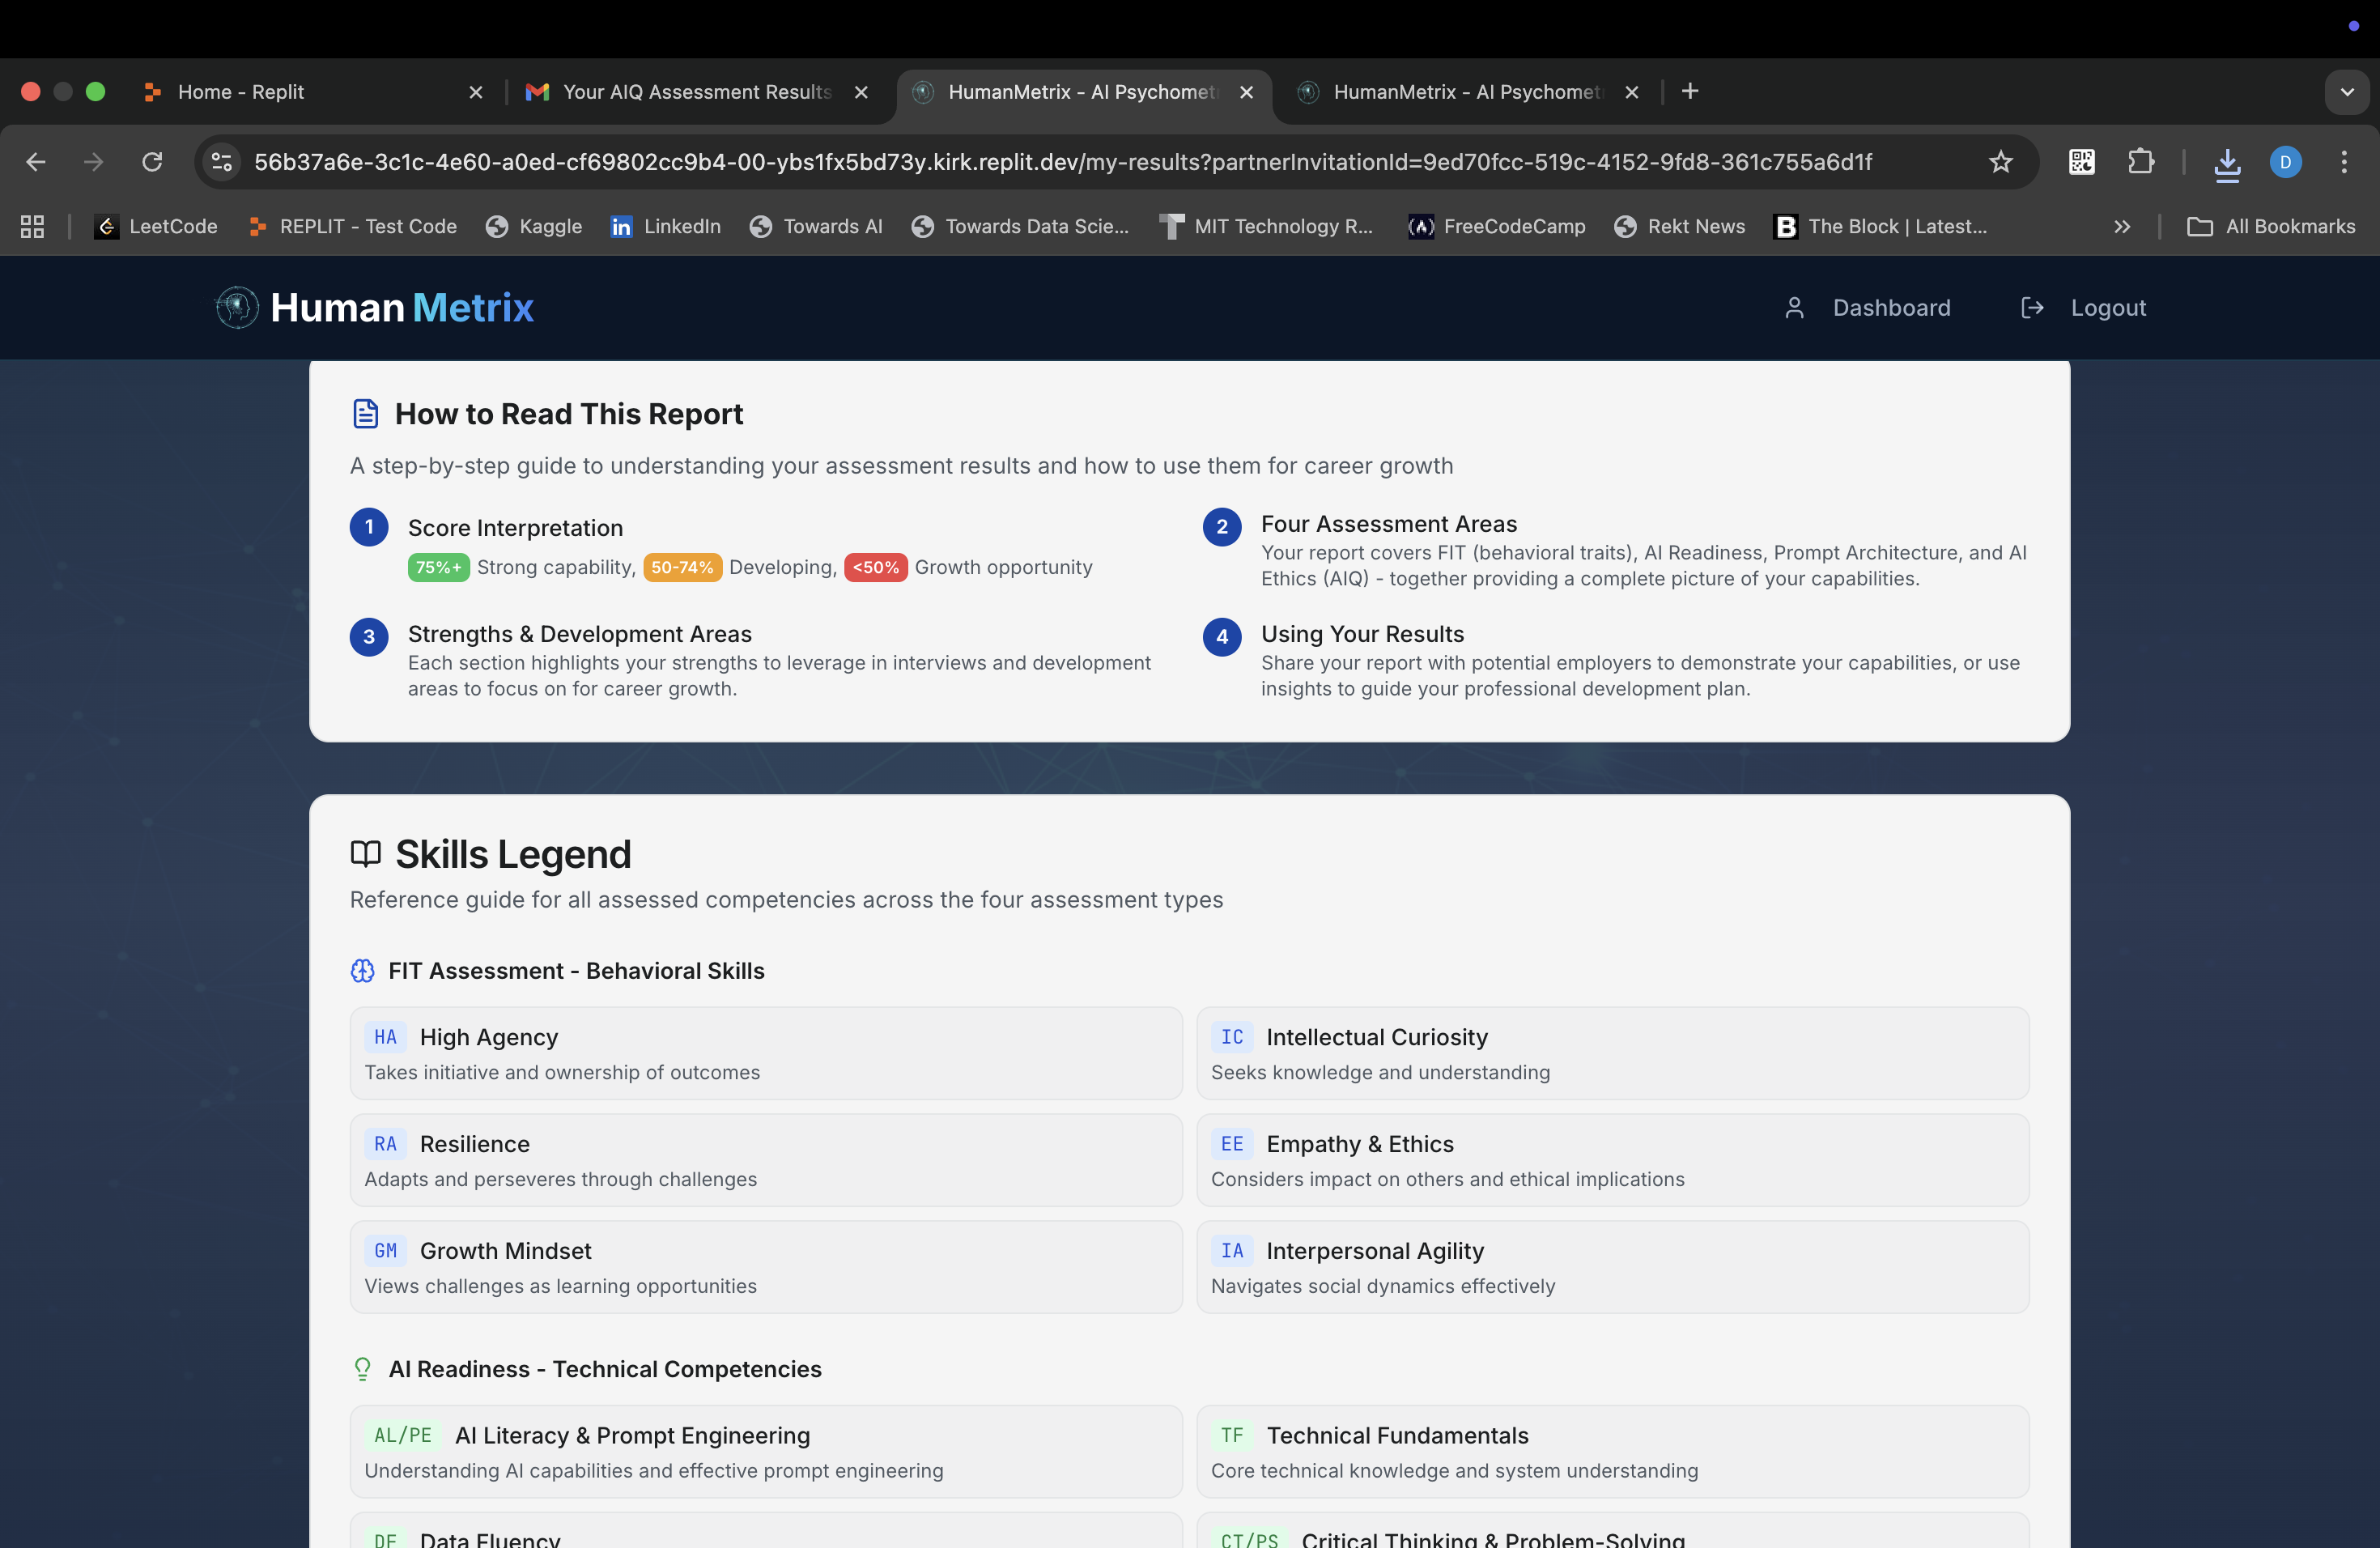 Home - Replit
Your AIQ Assessment Results
HumanMetrix - AI Psychomet
HumanMetrix - AI Psychomet
56b37a6e-3c1c-4e60-a0ed-cf69802cc9b4-00-ybs1fx5bd73y.kirk.replit.dev/my-results?partnerInvitationId=9ed70fcc-519c-4152-9fd8-361c755a6d1f
D
LeetCode
REPLIT - Test Code
Kaggle
LinkedIn
Towards AI
Towards Data Scie...
MIT Technology R...
FreeCodeCamp
Rekt News
The Block | Latest...
All Bookmarks
Human Metrix
Dashboard
Logout
How to Read This Report
A step-by-step guide to understanding your assessment results and how to use them for career growth
1
Score Interpretation
75%+ Strong capability, 50-74% Developing, <50% Growth opportunity
2
Four Assessment Areas
Your report covers FIT (behavioral traits), AI Readiness, Prompt Architecture, and AI
Ethics (AIQ) - together providing a complete picture of your capabilities.
3
Strengths & Development Areas
Each section highlights your strengths to leverage in interviews and development
areas to focus on for career growth.
4
Using Your Results
Share your report with potential employers to demonstrate your capabilities, or use
insights to guide your professional development plan.
Skills Legend
Reference guide for all assessed competencies across the four assessment types
FIT Assessment - Behavioral Skills
HA High Agency
Takes initiative and ownership of outcomes
IC Intellectual Curiosity
Seeks knowledge and understanding
RA Resilience
Adapts and perseveres through challenges
EE Empathy & Ethics
Considers impact on others and ethical implications
GM Growth Mindset
Views challenges as learning opportunities
IA Interpersonal Agility
Navigates social dynamics effectively
AI Readiness - Technical Competencies
AL/PE AI Literacy & Prompt Engineering
Understanding AI capabilities and effective prompt engineering
TF Technical Fundamentals
Core technical knowledge and system understanding
DF Data Fluency
CT/PS Critical Thinking & Problem-Solving